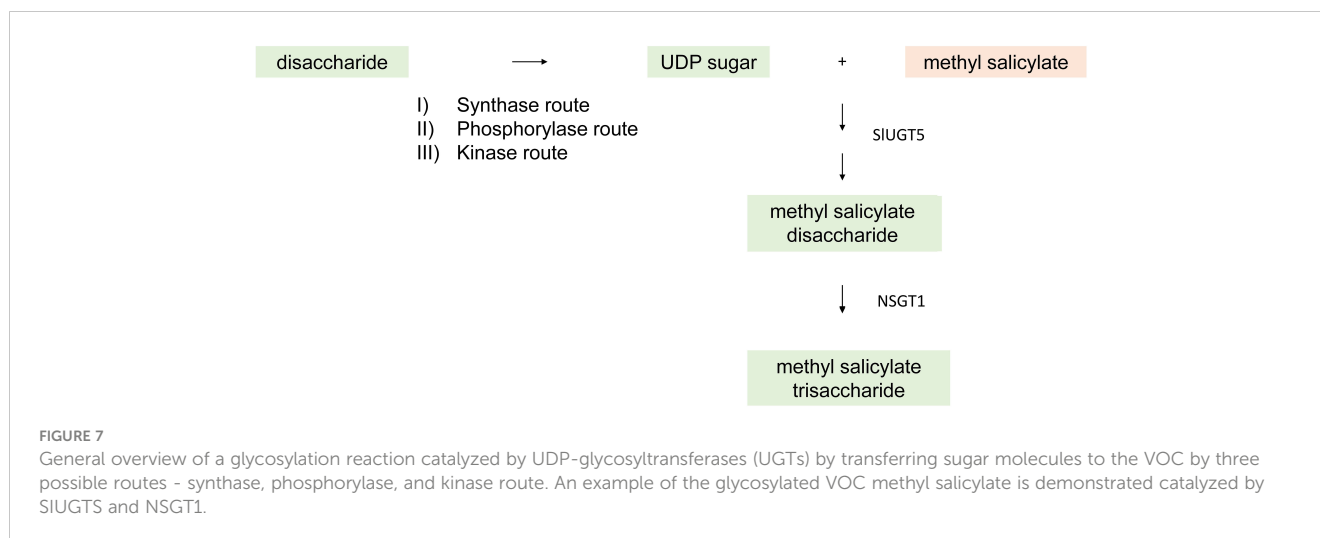 disaccharide → UDP sugar + methyl salicylate
I) Synthase route
II) Phosphorylase route
III) Kinase route
SlUGT5
methyl salicylate
disaccharide
NSGT1
methyl salicylate
trisaccharide
FIGURE 7
General overview of a glycosylation reaction catalyzed by UDP-glycosyltransferases (UGTs) by transferring sugar molecules to the VOC by three
possible routes - synthase, phosphorylase, and kinase route. An example of the glycosylated VOC methyl salicylate is demonstrated catalyzed by
SlUGTS and NSGT1.